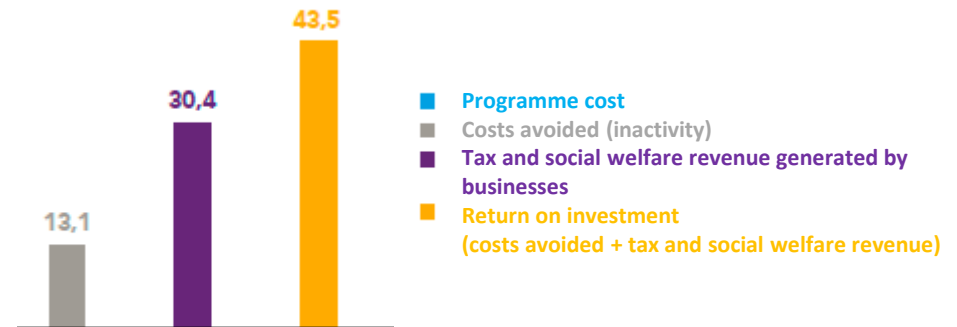 43,5
30,4
13,1
Programme cost
Costs avoided (inactivity)
Tax and social welfare revenue generated by
businesses
Return on investment
(costs avoided + tax and social welfare revenue)